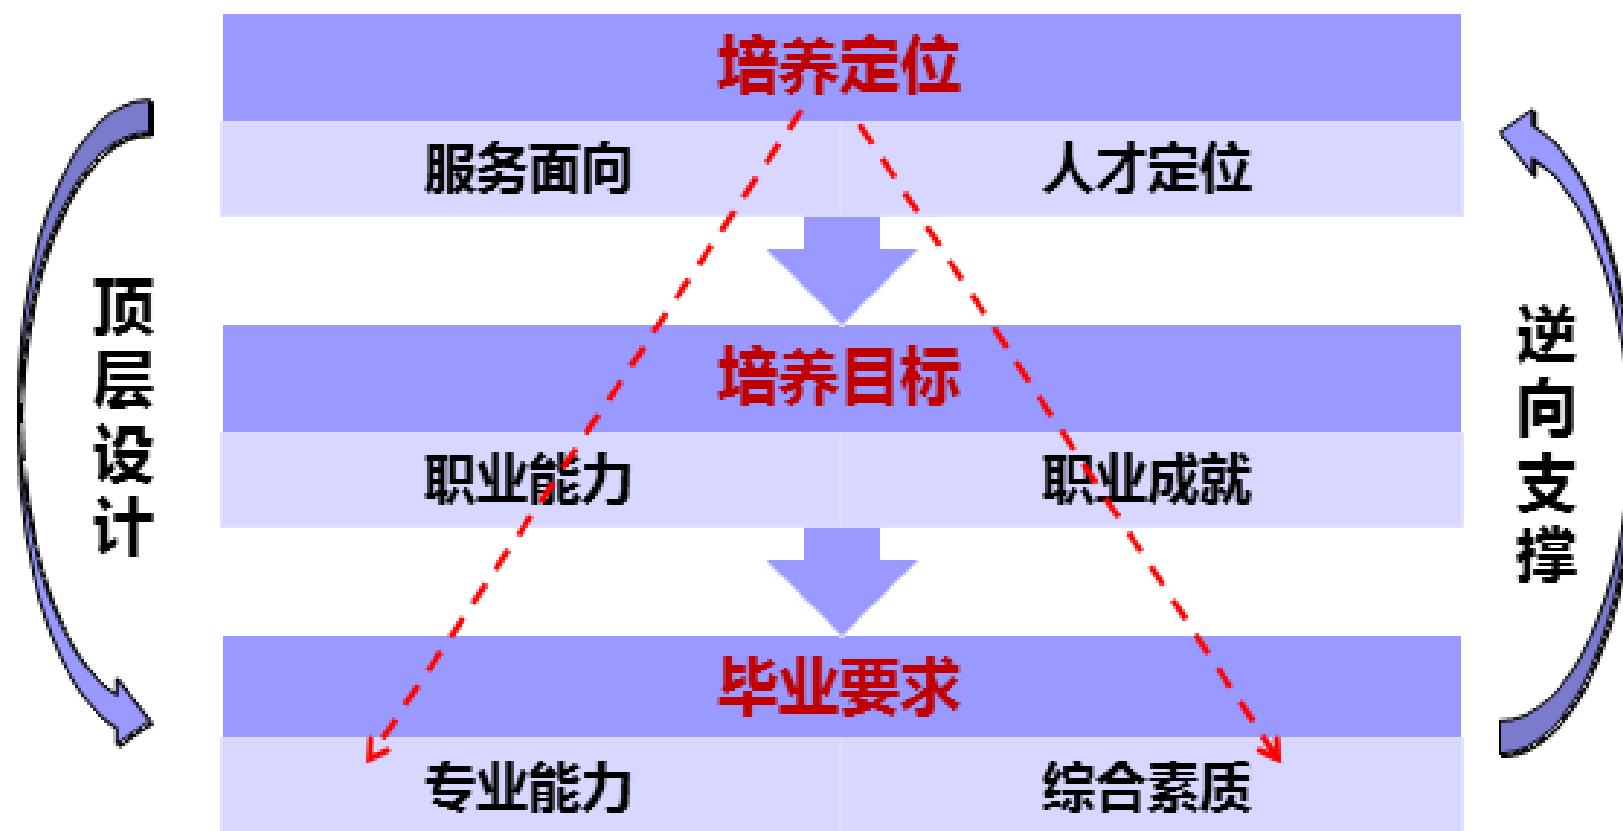 培养定位
服务面向 人才定位
培养目标
职业能力 职业成就
毕业要求
专业能力 综合素质
顶层设计
逆向支撑